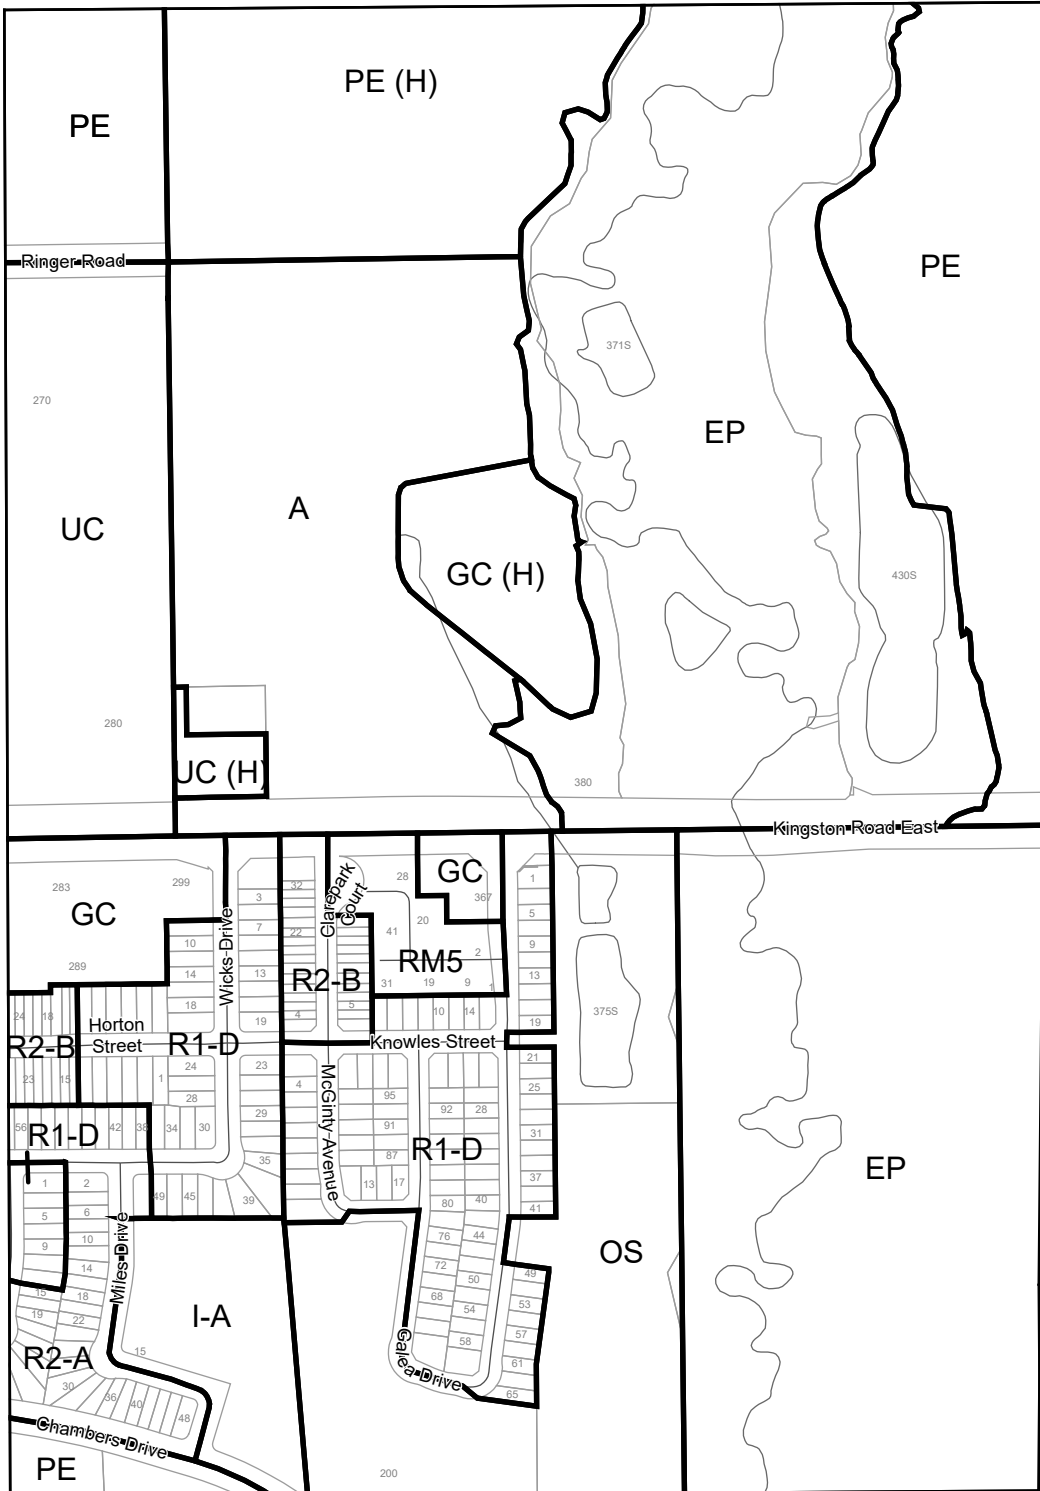 PE (H)
PE
Ringer Road
PE
371S
270
EP
A
UC
GC (H)
430S
280
UC (H)
380
Kingston Road East
283
299
GC
289
3
7
13
19
10
14
18
Wicks Drive
32
22
4
Clarepark
Court
28
GC
367
20
41
RM5
2
31
19
9
1
R2-B
5
10
14
1
5
9
13
19
375S
24
18
R2-B
23
15
Horton
Street
R1-D
1
24
28
23
29
Knowles Street
21
25
31
37
41
4
McGinty Avenue
95
91
87
13
17
92
28
R1-D
80
40
56
R1-D
42
38
34
30
35
49
45
39
EP
1
5
9
2
6
10
14
18
22
Miles Drive
15
19
R2-A
30
36
40
48
15
I-A
OS
76
44
72
50
68
54
58
49
53
57
61
65
Galea Drive
Chambers Drive
PE
200